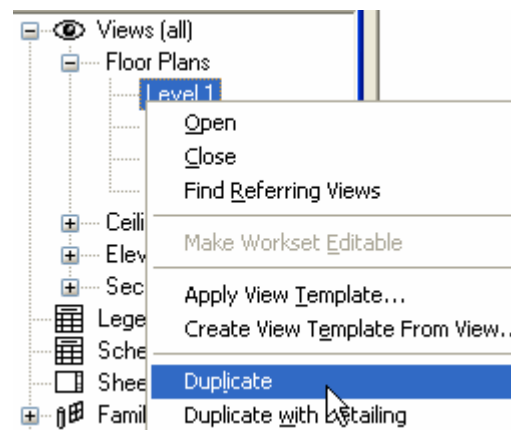 Views (all)
Floor Plans
Level 1
Open
Close
Find Referring Views
Ceili
Make Workset Editable
Elev
Sec
Apply View Template...
Lege
Create View Template From View..
Sche
Shee
Duplicate
Famil
Duplicate with Detailing